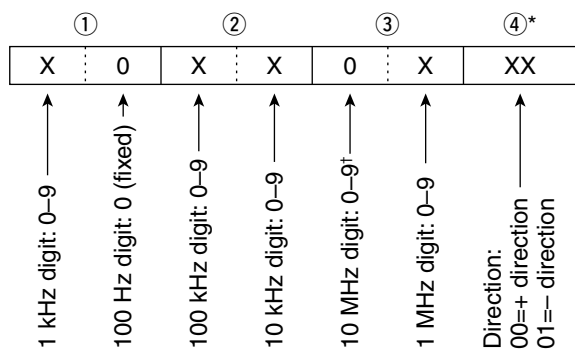 ① ② ③ ④*
X 0 X X 0 X XX
1 kHz digit: 0–9
100 Hz digit: 0 (fixed)
100 kHz digit: 0–9
10 kHz digit: 0–9
10 MHz digit: 0–9†
1 MHz digit: 0–9
Direction:
00=+ direction
01=– direction